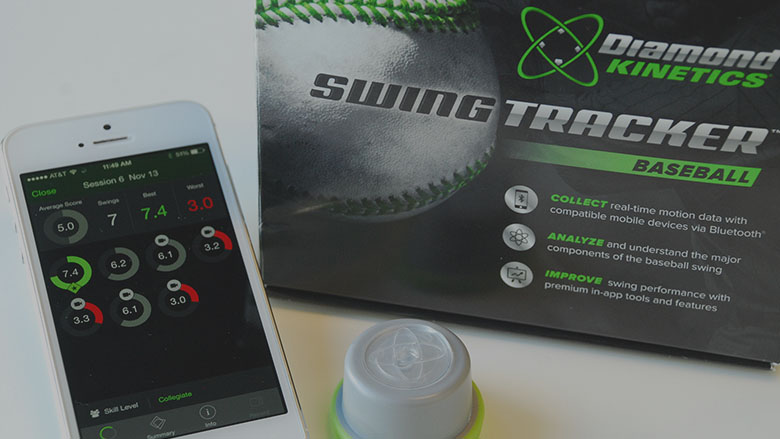 Diamond
KINETICS
SWING TRACKER™
BASEBALL
COLLECT real-time motion data with
compatible mobile devices via Bluetooth®
ANALYZE and understand the major
components of the baseball swing
IMPROVE swing performance with
premium in-app tools and features
AT&T 11:49 AM
Close Session 6 Nov 13
Average Score Swings Best Worst
5.0 7 7.4 3.0
7.4 6.2 6.1 3.2
3.3 6.1 3.0
Skill Level Collegiate
Summary Info